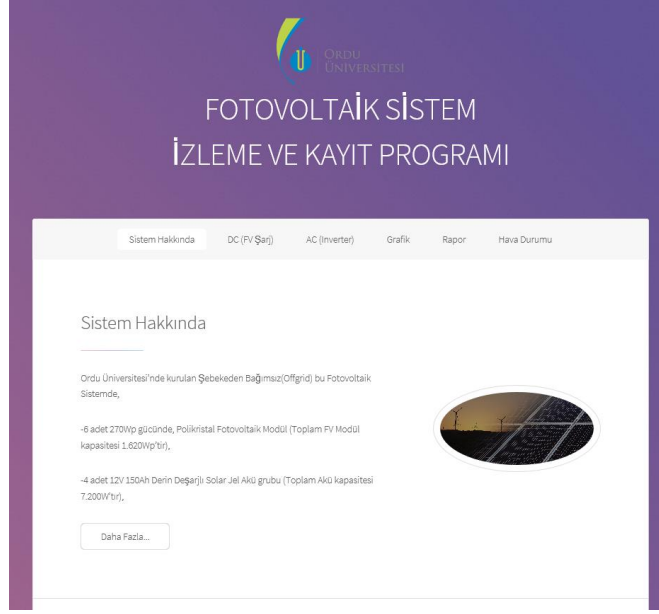 ORDU
ÜNİVERSİTESİ
FOTOVOLTAİK SİSTEM
İZLEME VE KAYIT PROGRAMI
Sistem Hakkında DC (FV Şarj) AC (Inverter) Grafik Rapor Hava Durumu
Sistem Hakkında
Ordu Üniversitesi'nde kurulan Şebekeden Bağımsız(Offgrid) bu Fotovoltaik
Sistemde,
-6 adet 270Wp gücünde, Polikristal Fotovoltaik Modül (Toplam FV Modül
kapasitesi 1.620Wp'tir),
-4 adet 12V 150Ah Derin Deşarjlı Solar Jel Akü grubu (Toplam Akü kapasitesi
7.200W'tır),
Daha Fazla...